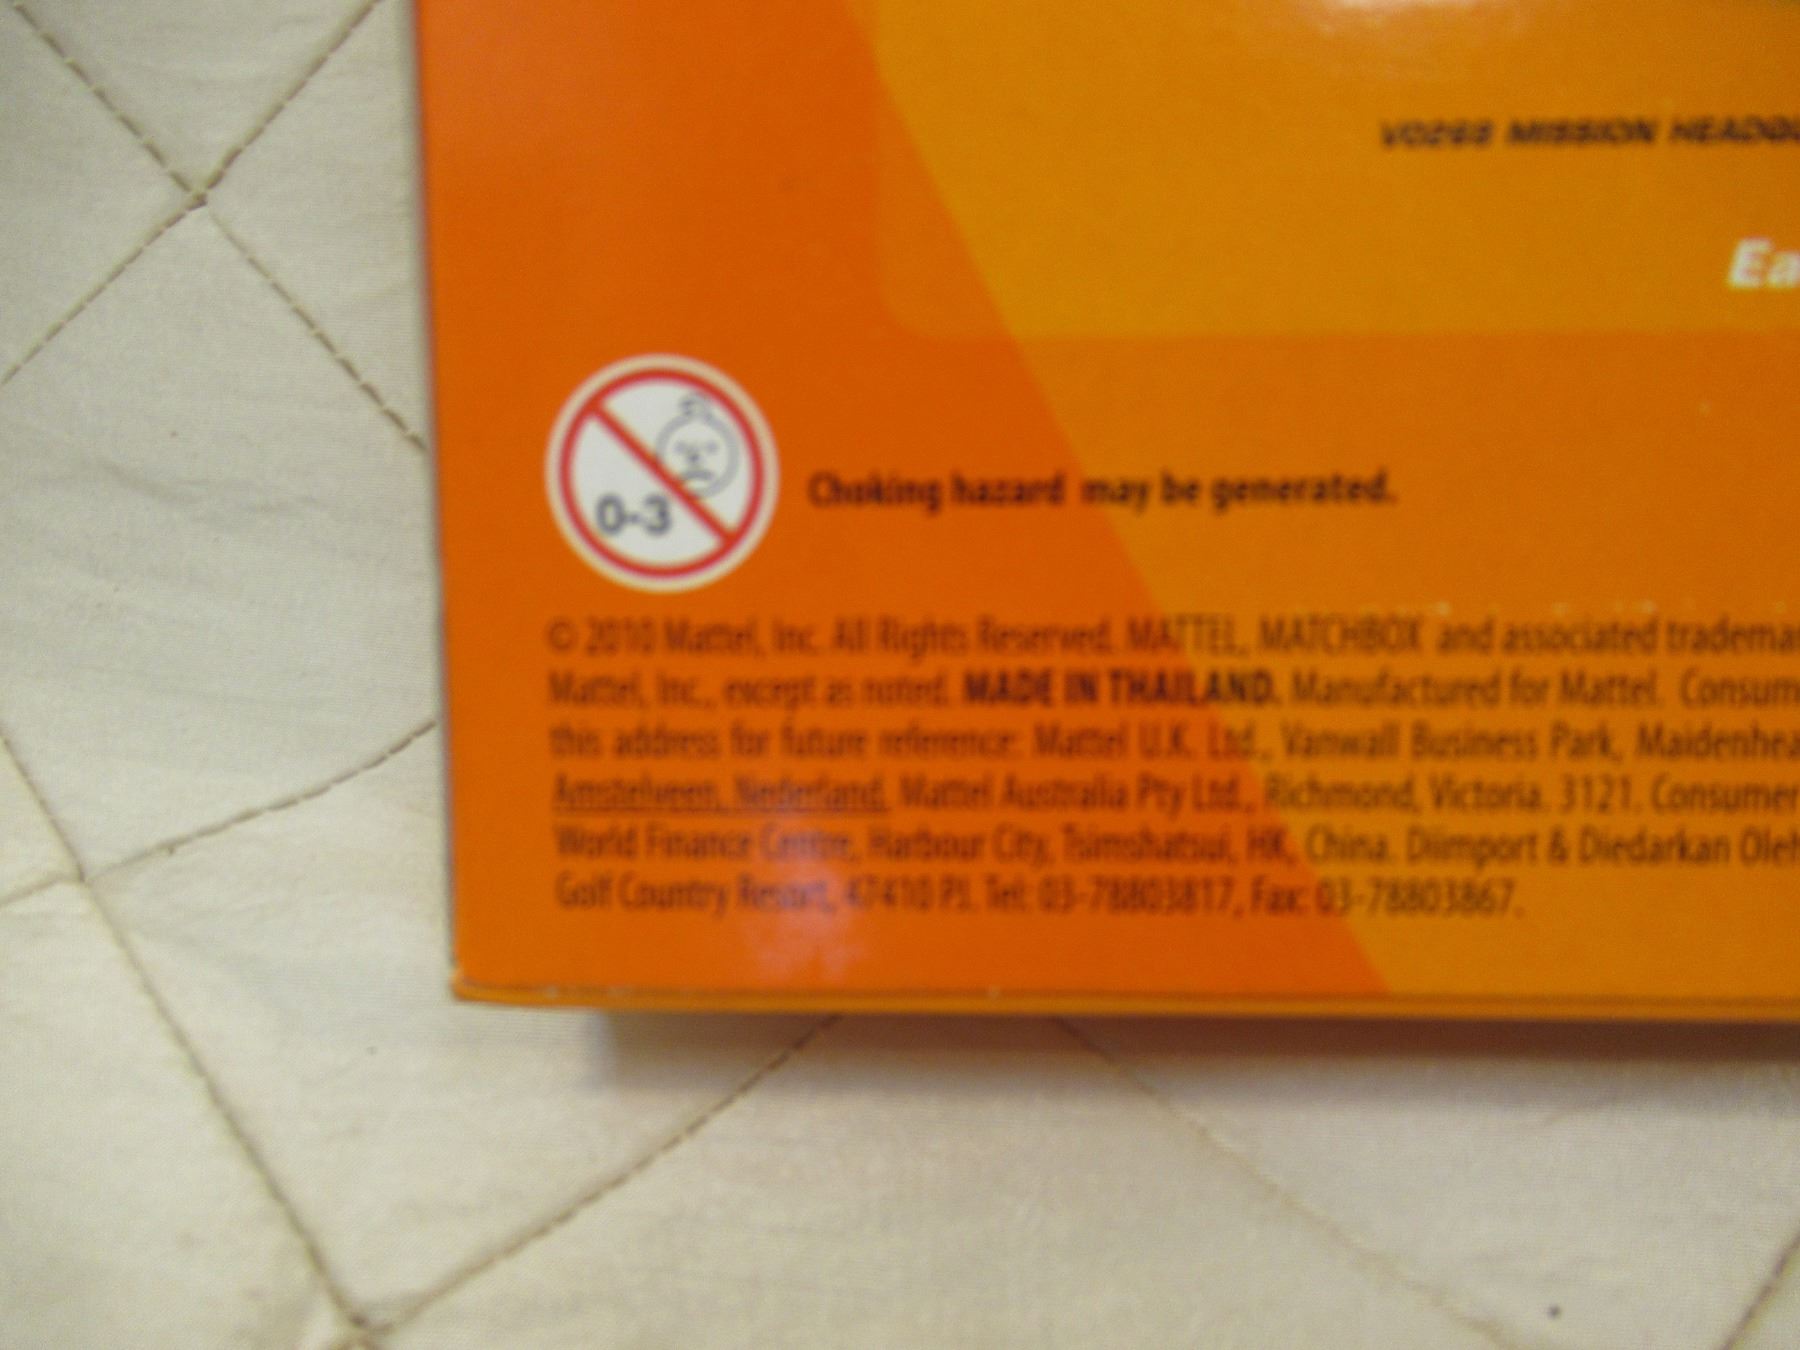 V0268 MISSION HEADQU
Ea
0-3
Choking hazard may be generated.
© 2010 Mattel, Inc. All Rights Reserved. MATTEL, MATCHBOX and associated tradema
Mattel, Inc., except as noted. MADE IN THAILAND. Manufactured for Mattel. Consum
this address for future reference: Mattel U.K. Ltd., Vanwall Business Park, Maidenhea
Amstelveen, Nederland. Mattel Australia Pty Ltd., Richmond, Victoria. 3121. Consumer
World Finance Centre, Harbour City, Tsimshatsui, HK, China. Diimport & Diedarkan Oleh
Golf Country Resort, 47410 PJ. Tel: 03-78803817, Fax: 03-78803867.